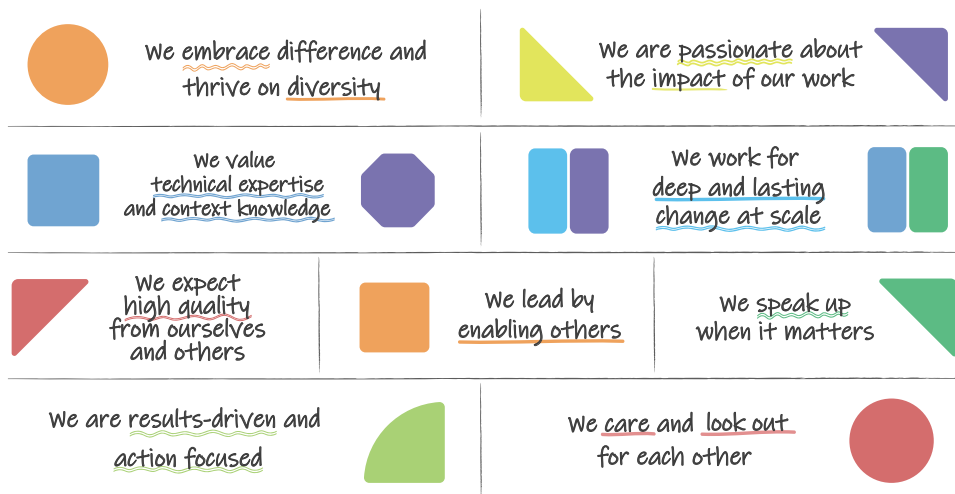 We embrace difference and
thrive on diversity
We are passionate about
the impact of our work
We value
technical expertise
and context knowledge
We work for
deep and lasting
change at scale
We expect
high quality
from ourselves
and others
We lead by
enabling others
We speak up
when it matters
We are results-driven and
action focused
We care and look out
for each other